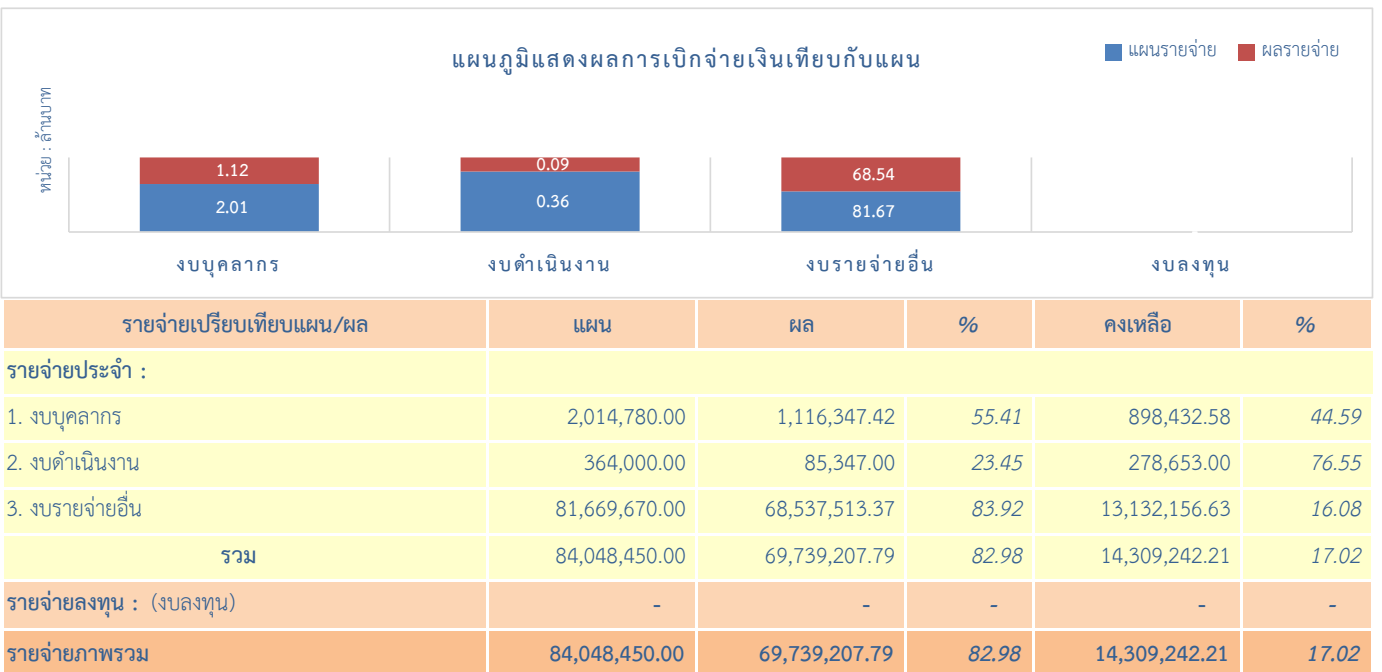 แผนภูมิแสดงผลการเบิกจ่ายเงินเทียบกับแผน
แผนรายจ่าย ผลรายจ่าย
หน่วย : ล้านบาท
1.12 0.09 68.54
2.01 0.36 81.67
งบบุคลากร งบดำเนินงาน งบรายจ่ายอื่น งบลงทุน
รายจ่ายเปรียบเทียบแผน/ผล แผน ผล % คงเหลือ %
รายจ่ายประจำ :
1. งบบุคลากร 2,014,780.00 1,116,347.42 55.41 898,432.58 44.59
2. งบดำเนินงาน 364,000.00 85,347.00 23.45 278,653.00 76.55
3. งบรายจ่ายอื่น 81,669,670.00 68,537,513.37 83.92 13,132,156.63 16.08
รวม 84,048,450.00 69,739,207.79 82.98 14,309,242.21 17.02
รายจ่ายลงทุน : (งบลงทุน) - - - - -
รายจ่ายภาพรวม 84,048,450.00 69,739,207.79 82.98 14,309,242.21 17.02